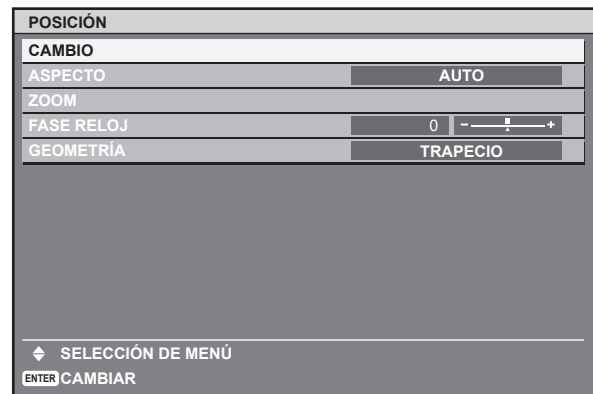 POSICIÓN
CAMBIO
ASPECTO AUTO
ZOOM
FASE RELOJ 0 - +
GEOMETRÍA TRAPECIO
SELECCIÓN DE MENÚ
ENTER CAMBIAR